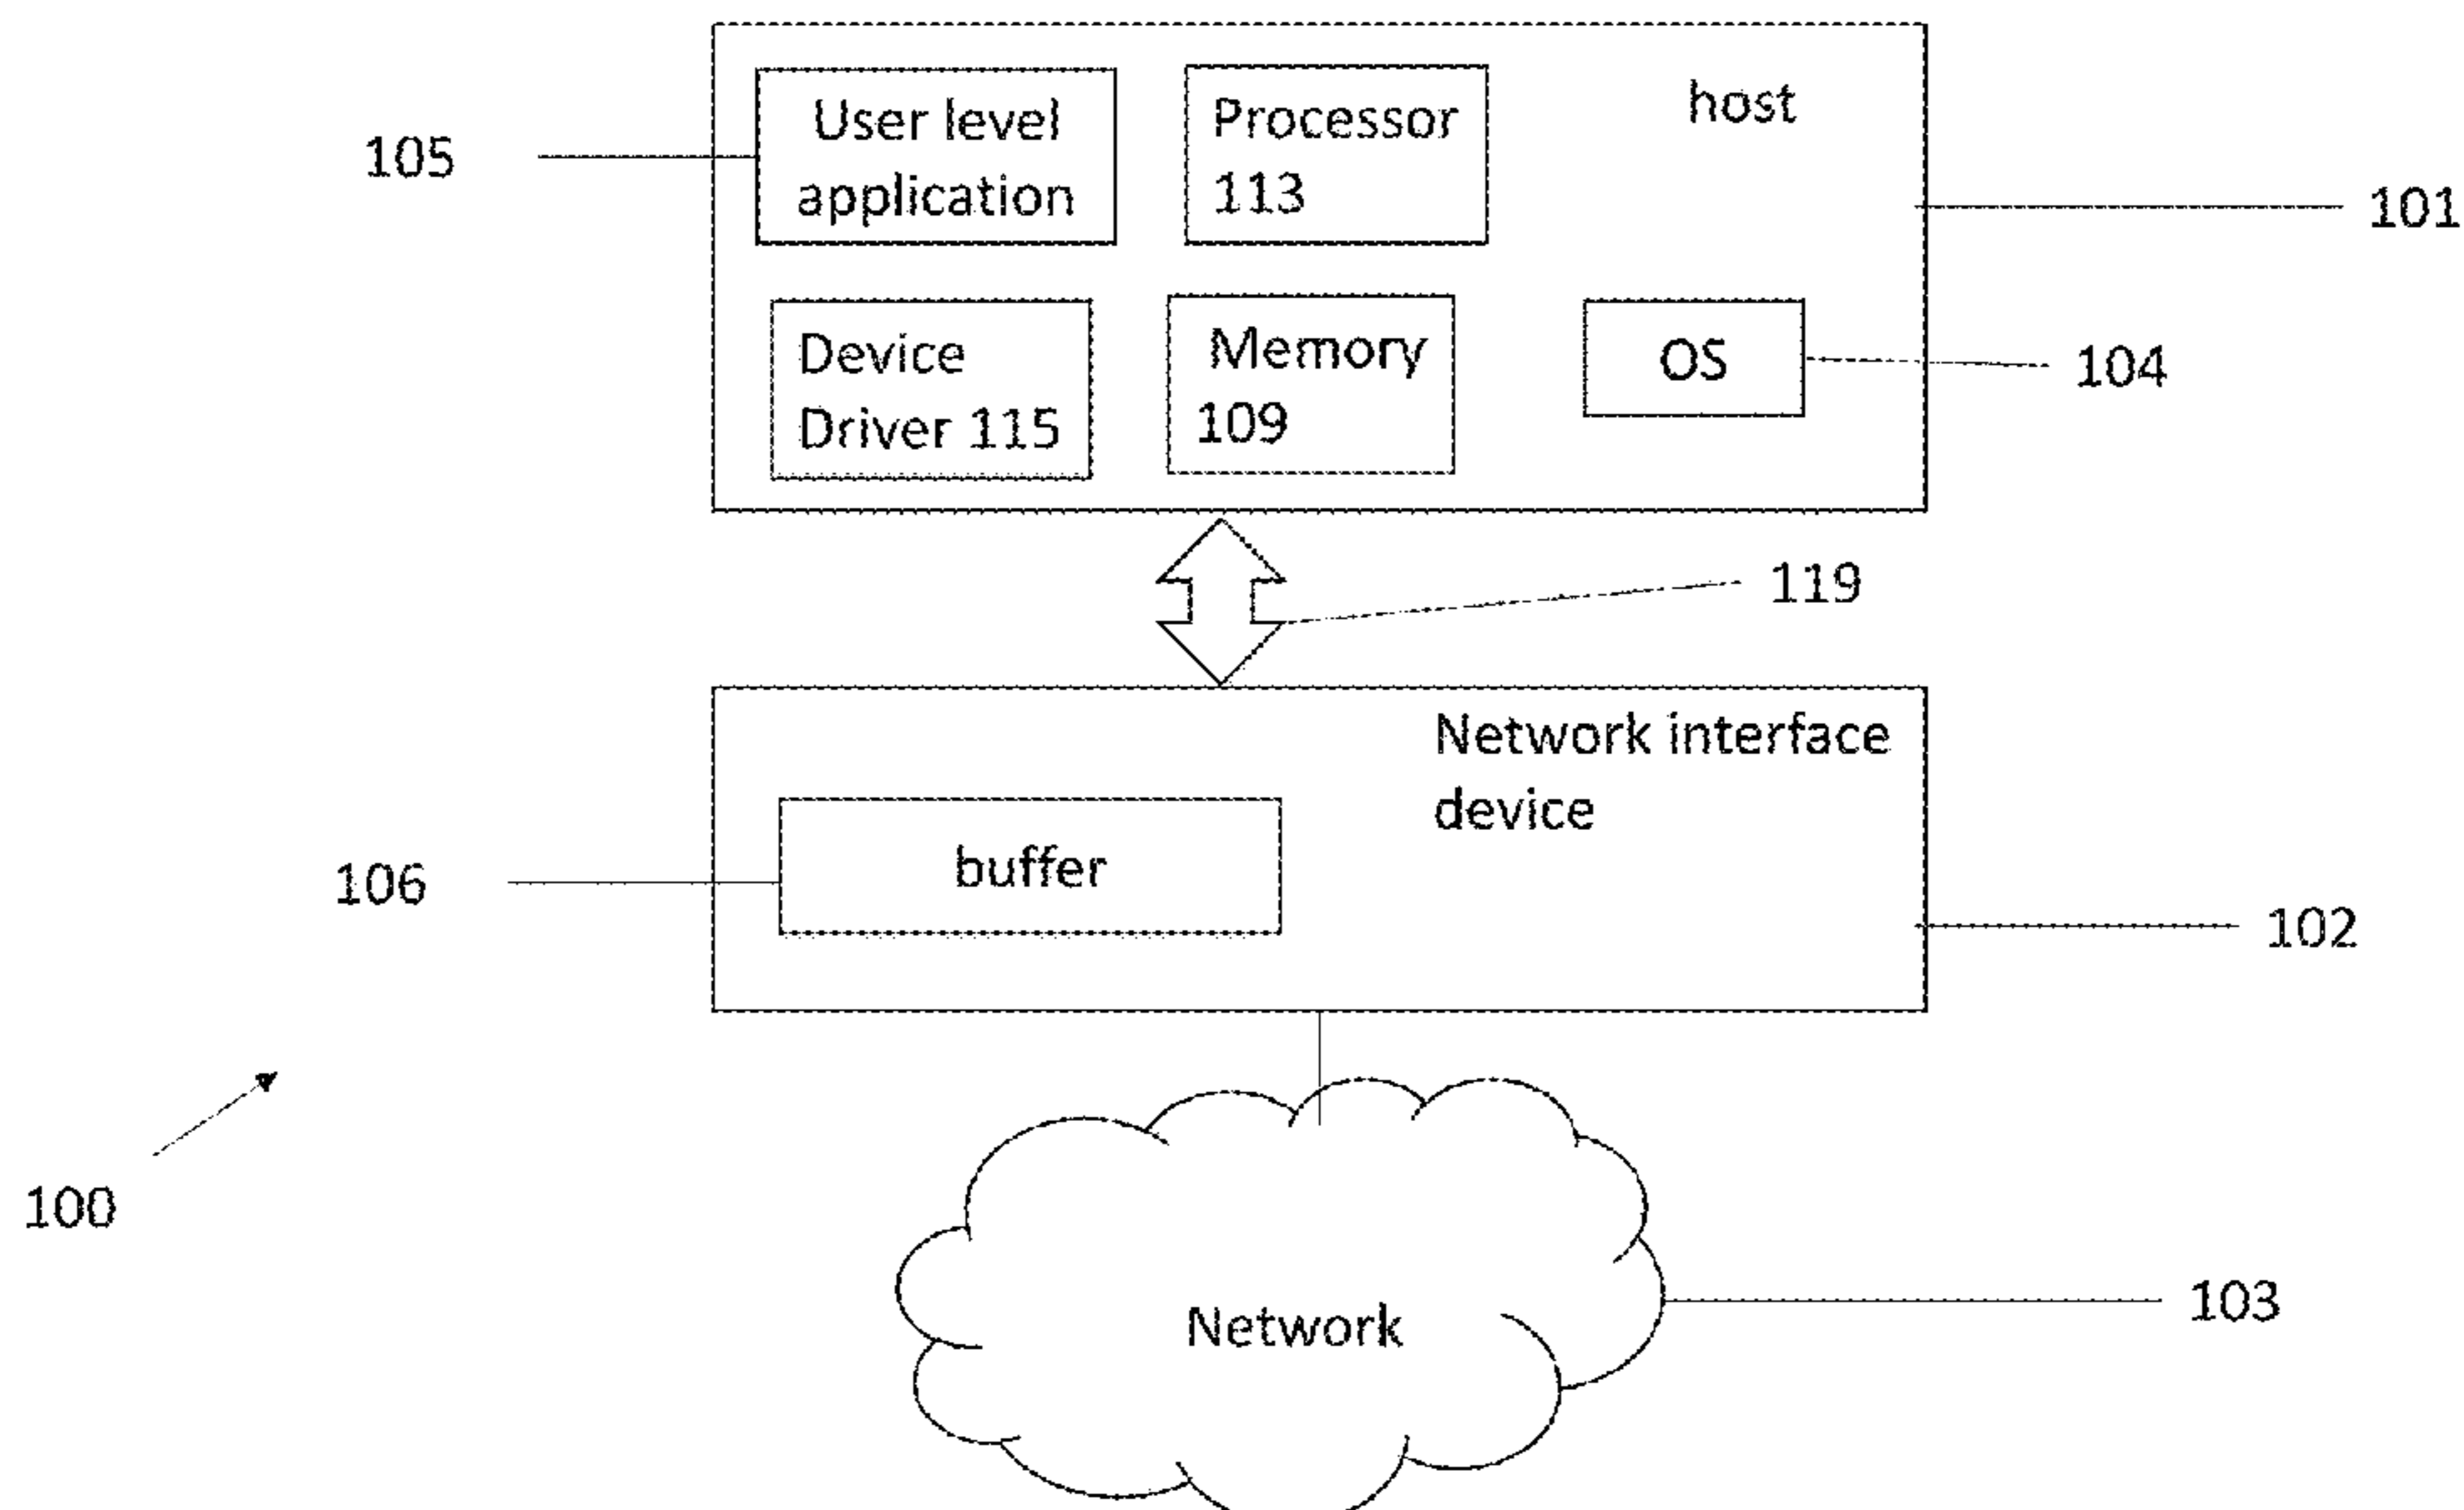 User level
application
Processor
113
host
105
101
Device
Driver 115
Memory
109
OS
104
119
Network interface
device
buffer
106
102
100
Network
103